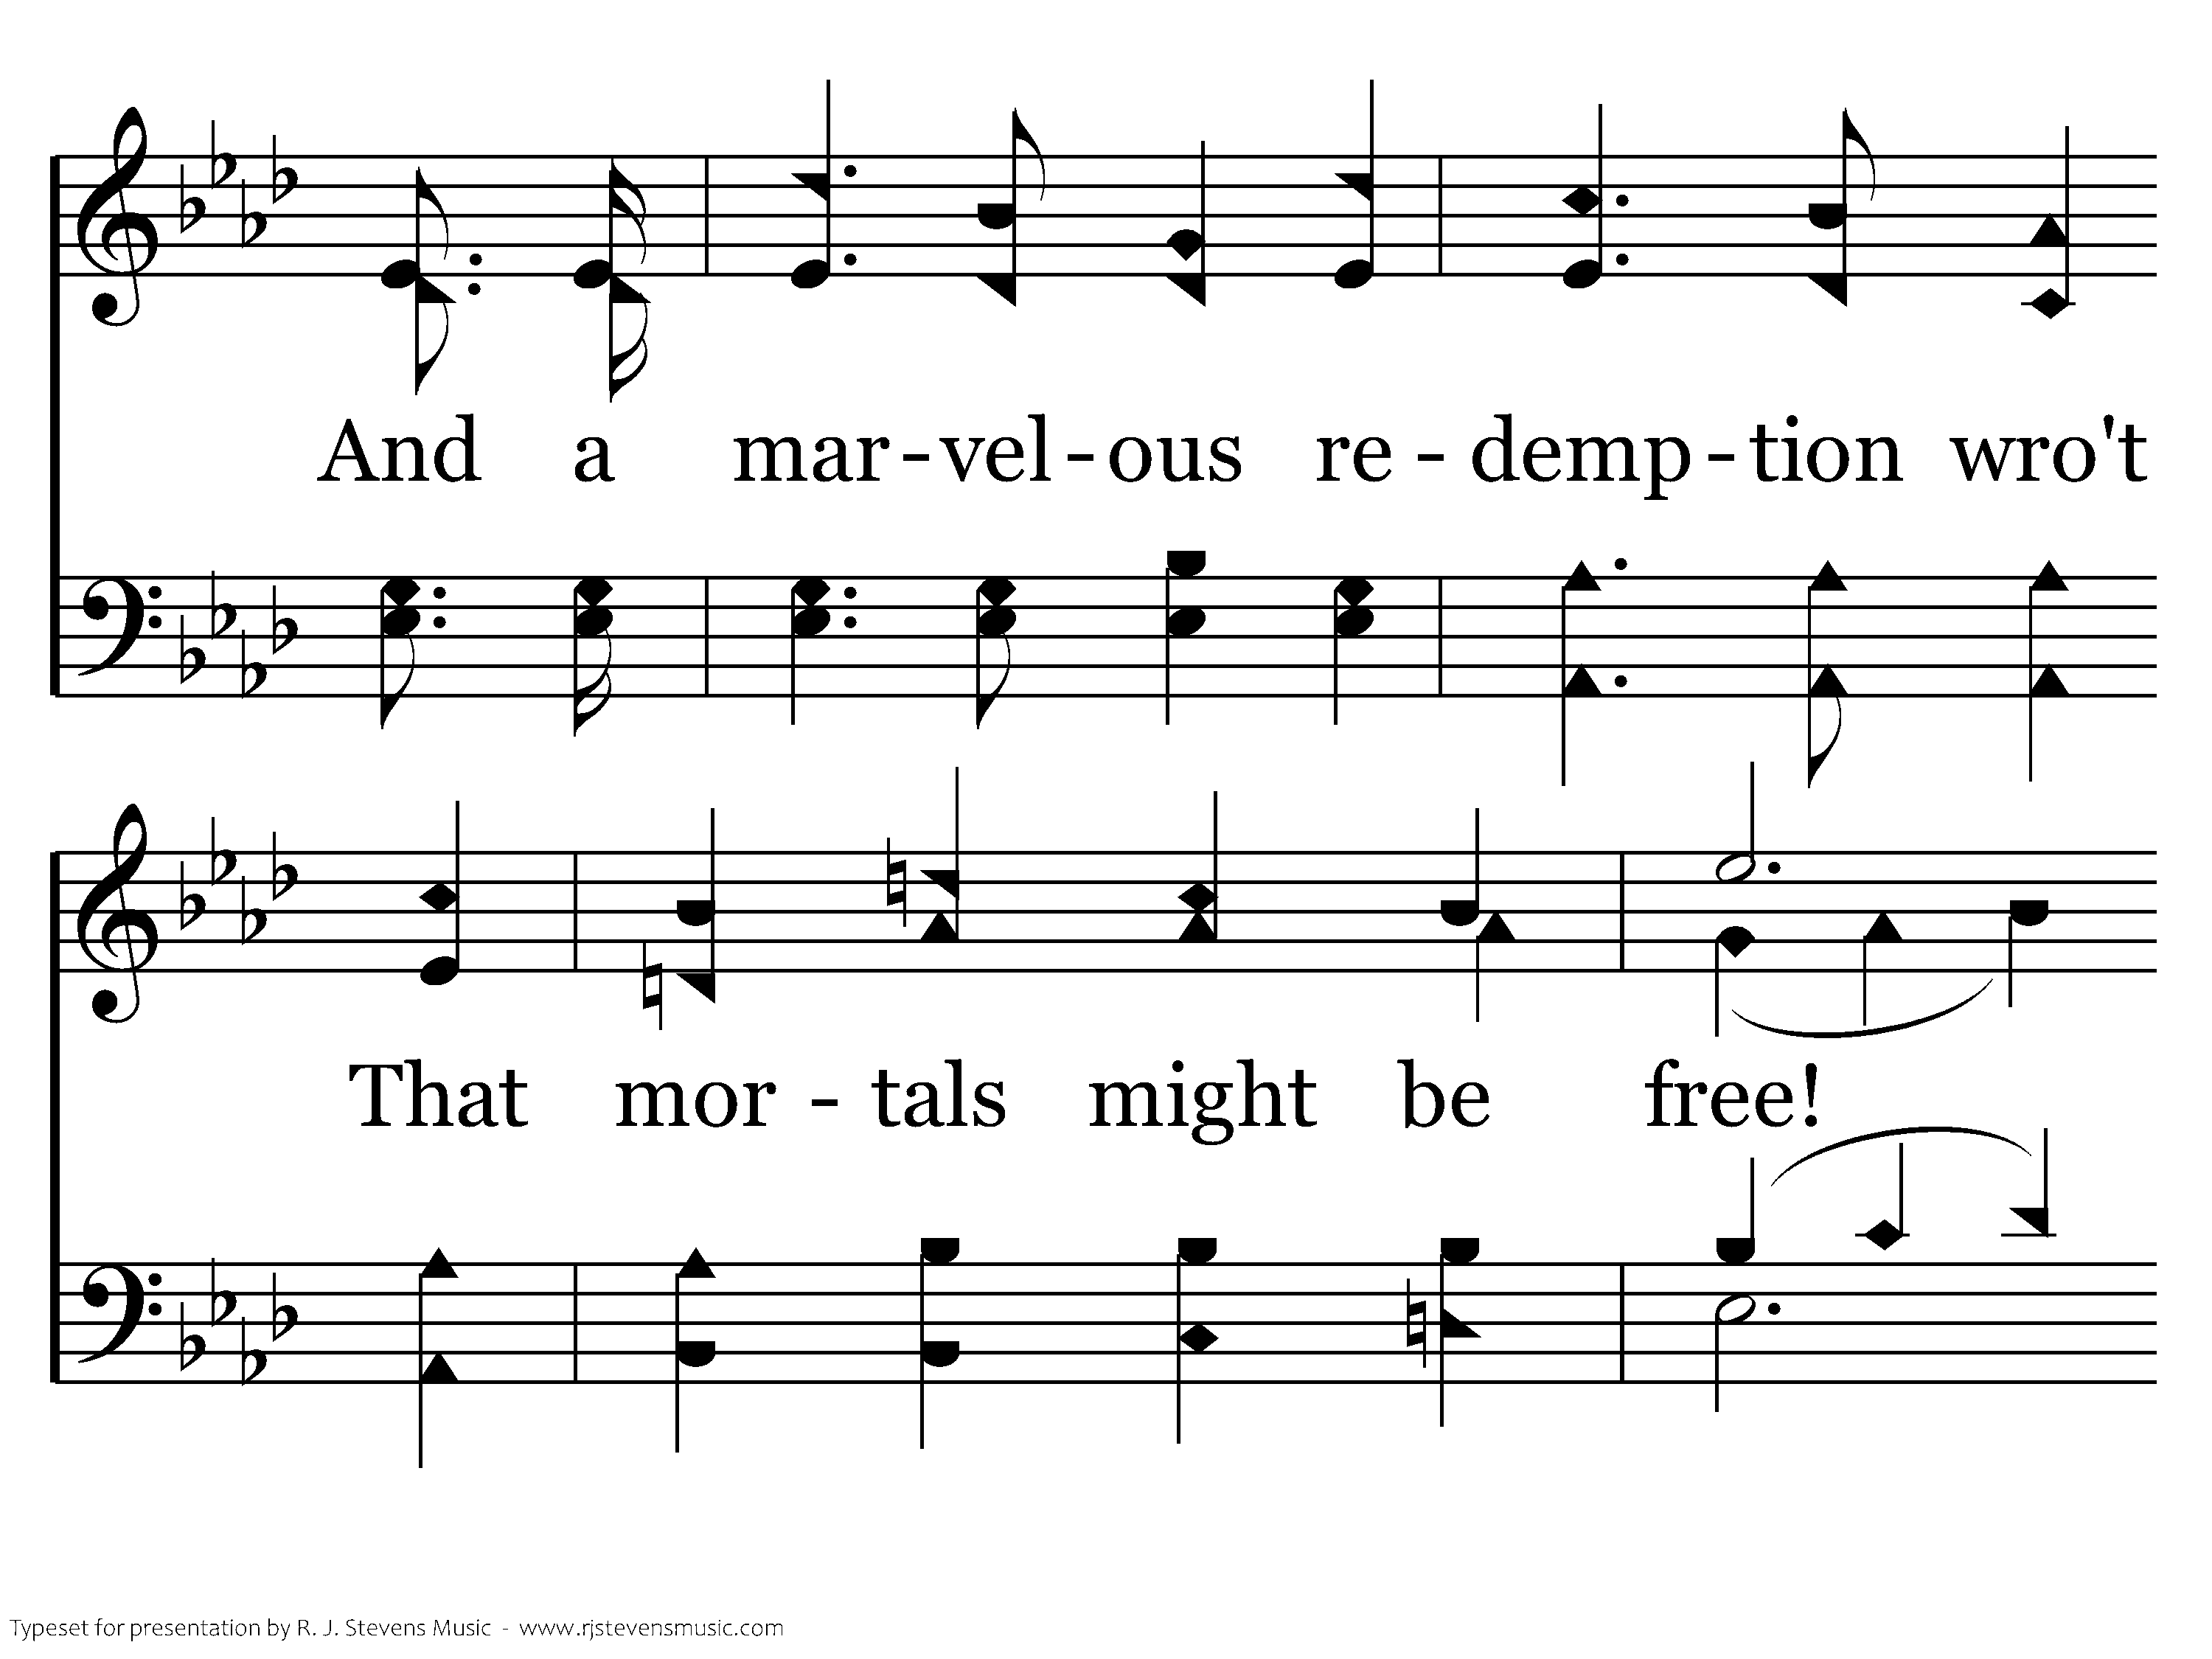 And a mar-vel-ous re-demp-tion wro't
That mor-tals might be free!
Typeset for presentation by R. J. Stevens Music - www.rjstevensmusic.com